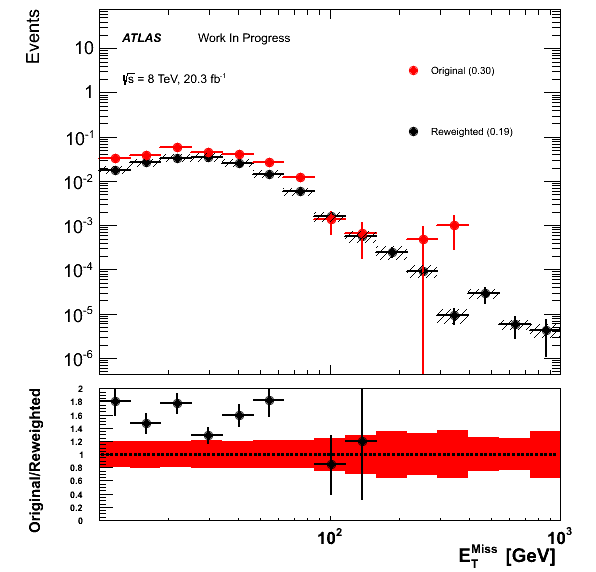 Events
10
1
10⁻¹
10⁻²
10⁻³
10⁻⁴
10⁻⁵
10⁻⁶
ATLAS Work In Progress
√s = 8 TeV, 20.3 fb⁻¹
Original (0.30)
Reweighted (0.19)
Original/Reweighted
2
1.8
1.6
1.4
1.2
1
0.8
0.6
0.4
0.2
0
10² 10³
E_T^Miss [GeV]